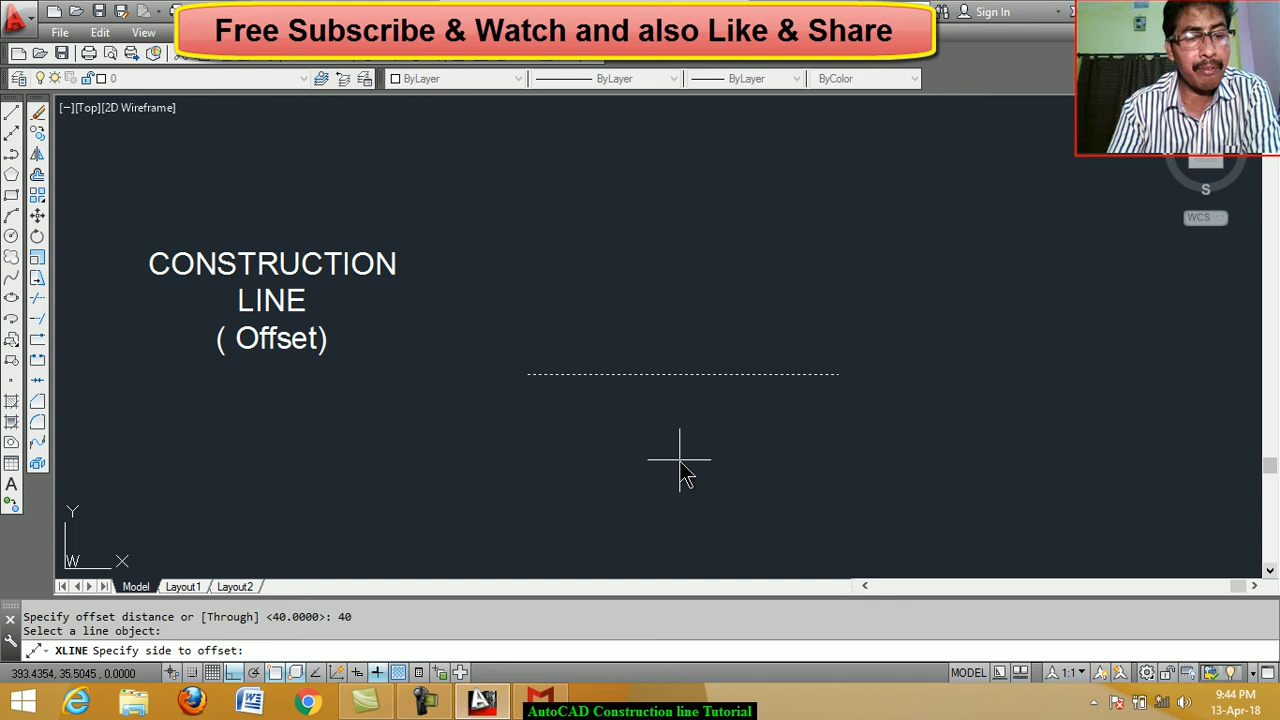 Free Subscribe & Watch and also Like & Share
Sign In
File Edit View
0
ByLayer
ByLayer
ByLayer
ByColor
[−][Top][2D Wireframe]
S
WCS
CONSTRUCTION
LINE
( Offset)
Y
W X
Model Layout1 Layout2
Specify offset distance or [Through] <40.0000>: 40
Select a line object:
XLINE Specify side to offset:
393.4354, 35.5045, 0.0000
MODEL
1:1
9:44 PM
13-Apr-18
AutoCAD Construction line Tutorial